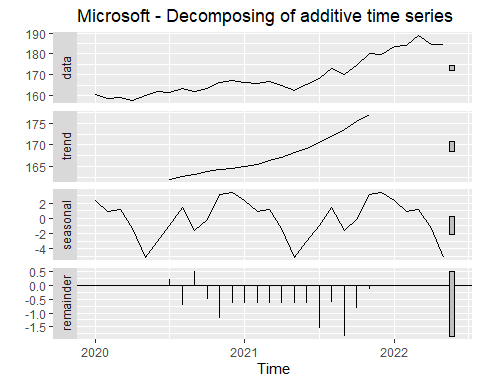 Microsoft - Decomposing of additive time series
data
190
180
170
160
trend
175
170
165
seasonal
2
0
-2
-4
remainder
0.5
0.0
-0.5
-1.0
-1.5
2020 2021 2022
Time